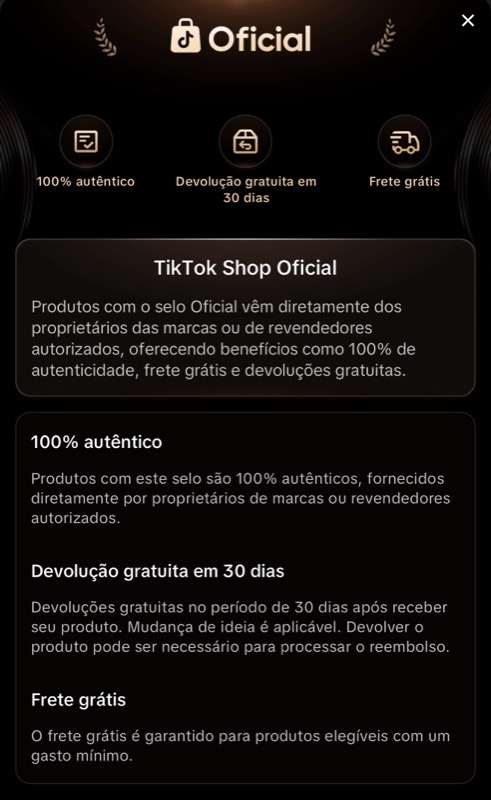 Oficial
100% autêntico
Devolução gratuita em
30 dias
Frete grátis
TikTok Shop Oficial
Produtos com o selo Oficial vêm diretamente dos
proprietários das marcas ou de revendedores
autorizados, oferecendo benefícios como 100% de
autenticidade, frete grátis e devoluções gratuitas.
100% autêntico
Produtos com este selo são 100% autênticos, fornecidos
diretamente por proprietários de marcas ou revendedores
autorizados.
Devolução gratuita em 30 dias
Devoluções gratuitas no período de 30 dias após receber
seu produto. Mudança de ideia é aplicável. Devolver o
produto pode ser necessário para processar o reembolso.
Frete grátis
O frete grátis é garantido para produtos elegíveis com um
gasto mínimo.